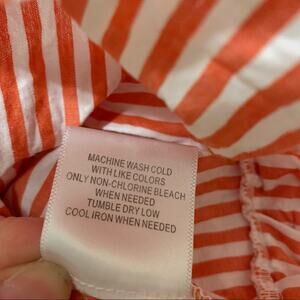 MACHINE WASH COLD
WITH LIKE COLORS
ONLY NON-CHLORINE BLEACH
WHEN NEEDED
TUMBLE DRY LOW
COOL IRON WHEN NEEDED